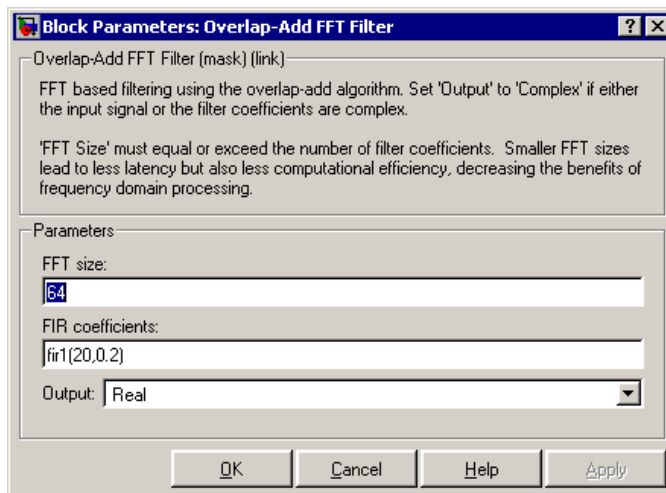 Block Parameters: Overlap-Add FFT Filter
Overlap-Add FFT Filter (mask) (link)
FFT based filtering using the overlap-add algorithm. Set 'Output' to 'Complex' if either
the input signal or the filter coefficients are complex.
'FFT Size' must equal or exceed the number of filter coefficients. Smaller FFT sizes
lead to less latency but also less computational efficiency, decreasing the benefits of
frequency domain processing.
Parameters
FFT size:
64
FIR coefficients:
fir1(20,0.2)
Output: Real
OK Cancel Help Apply